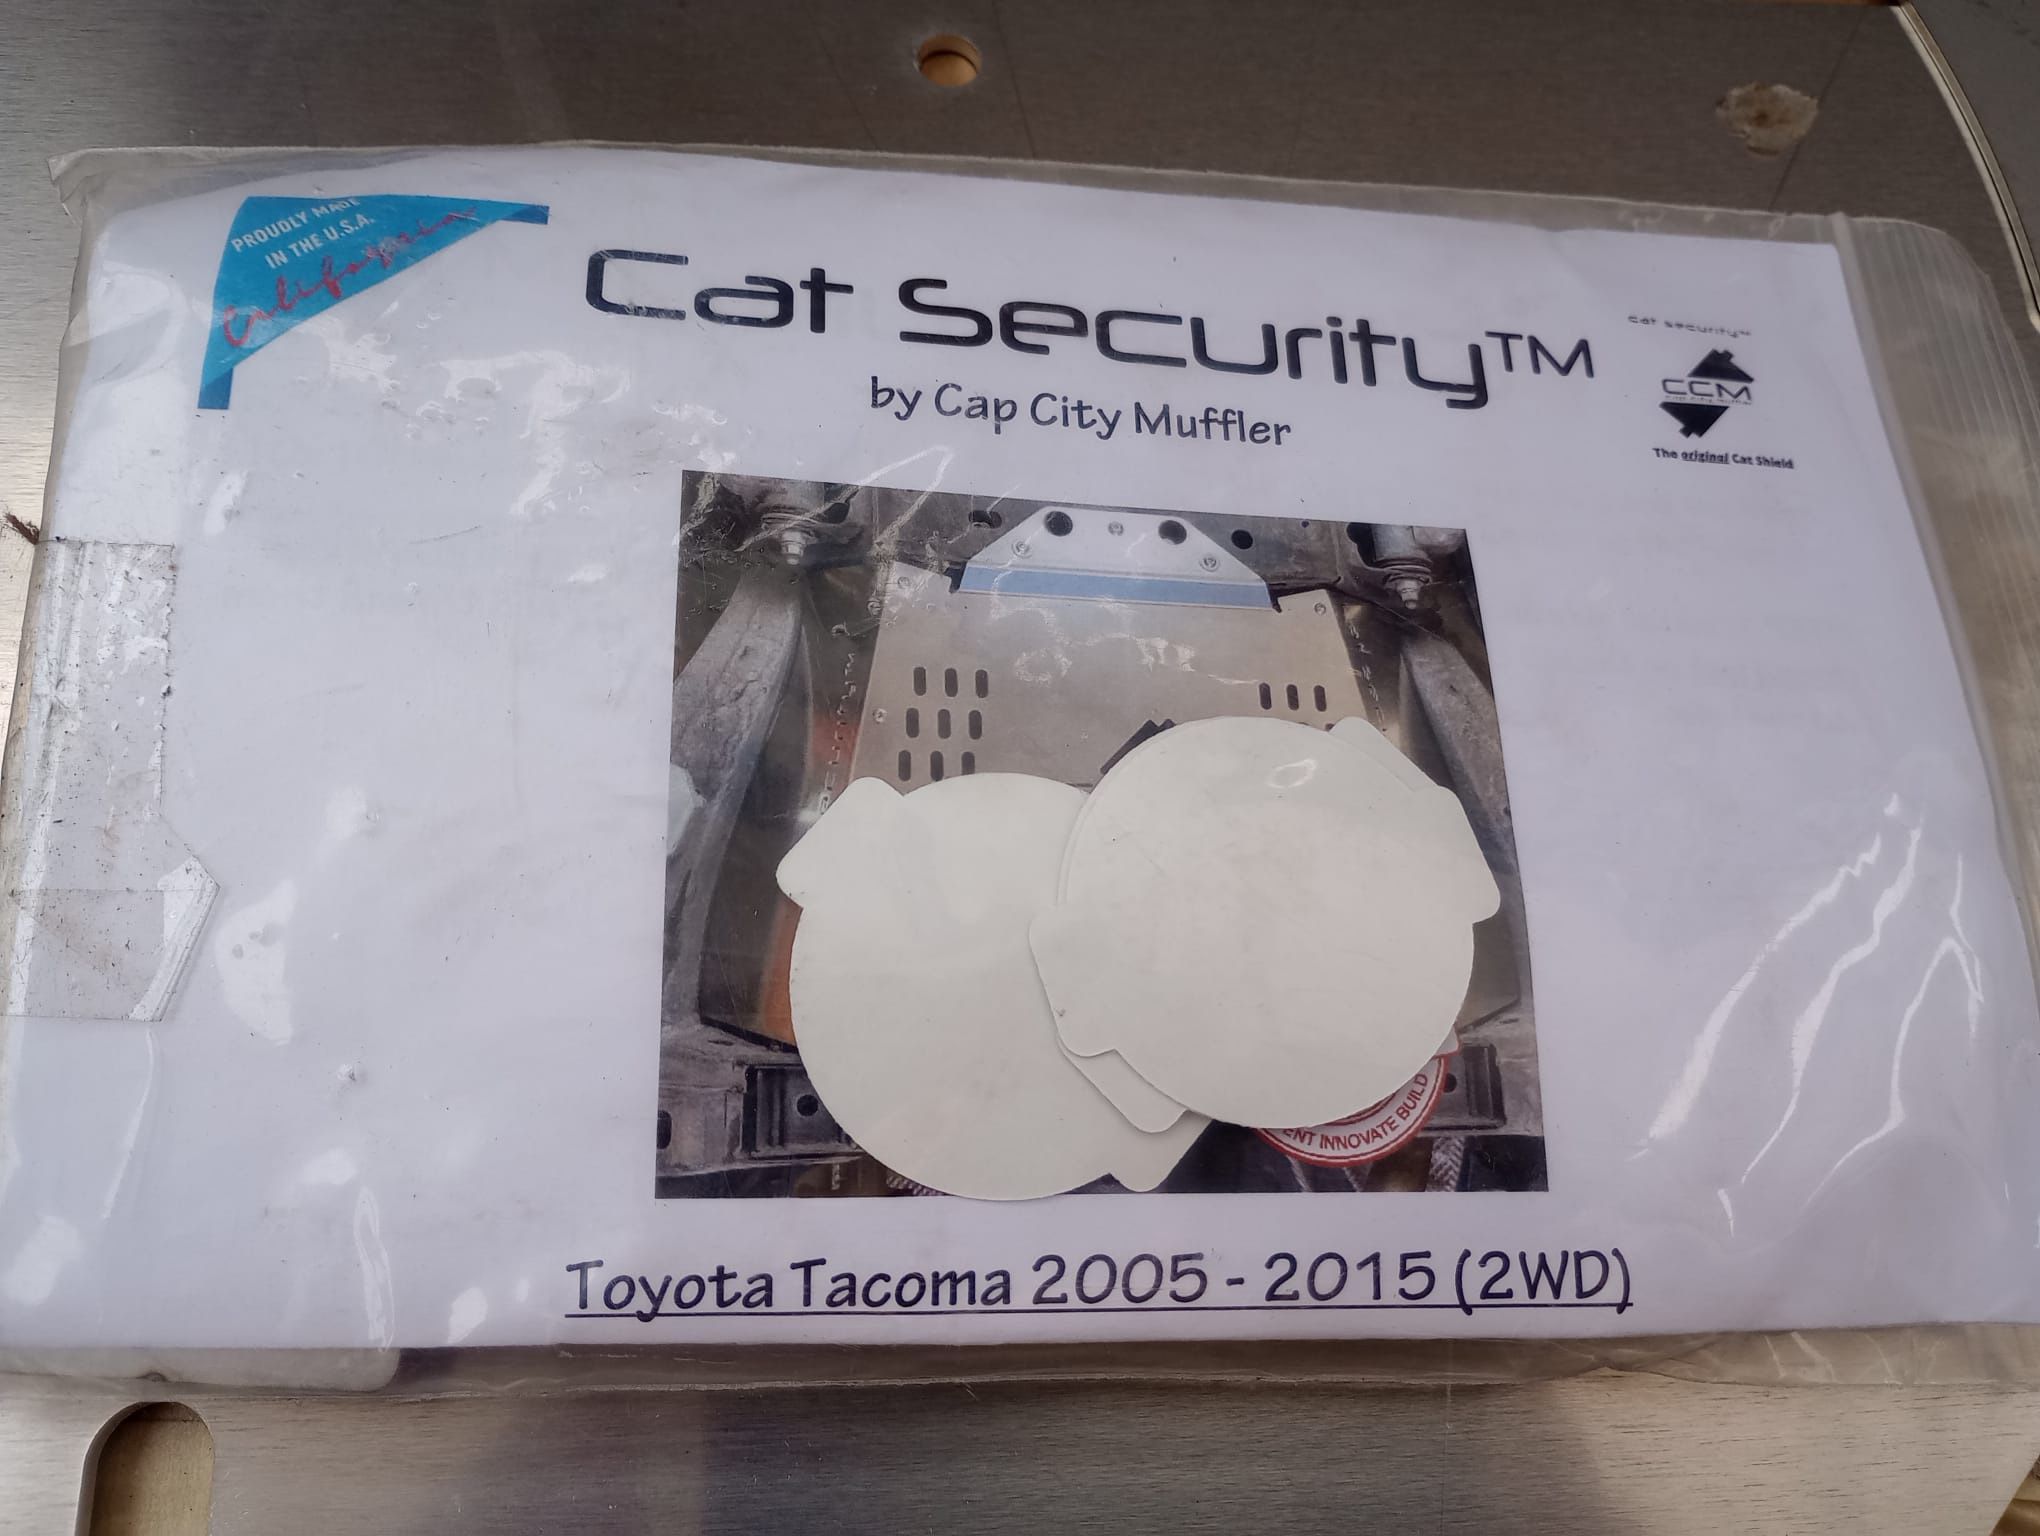 PROUDLY MADE
IN THE U.S.A.
California
Cat Security™
by Cap City Muffler
cat security™
CCM
The original Cat Shield
INNOVATE BUILD
Toyota Tacoma 2005 - 2015 (2WD)